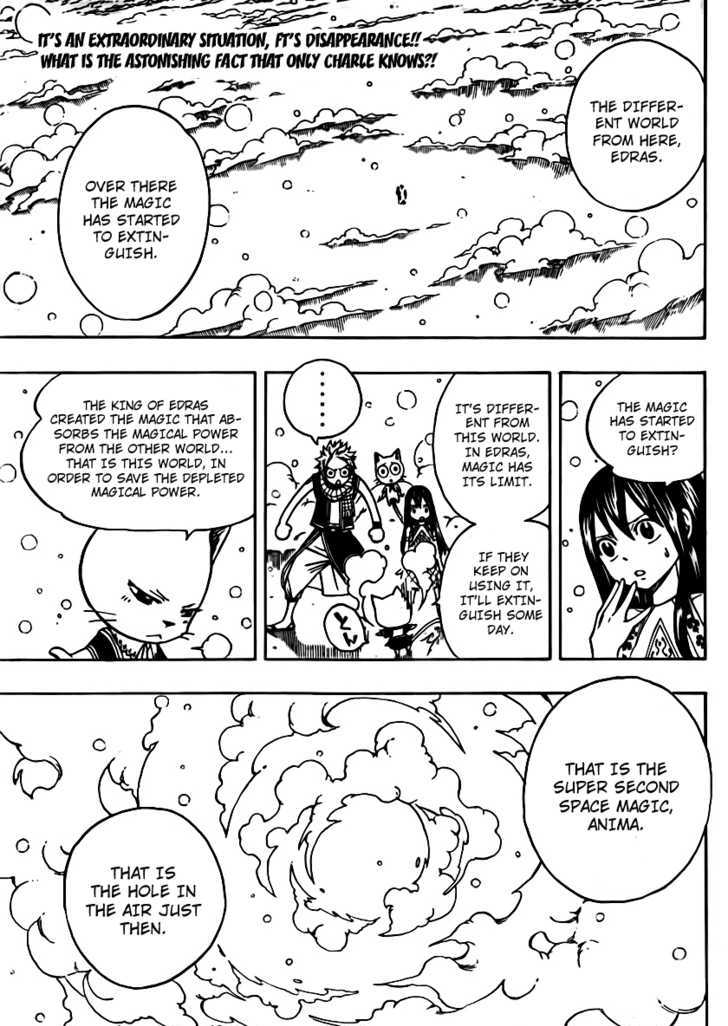 IT'S AN EXTRAORDINARY SITUATION, FT'S DISAPPEARANCE!!
WHAT IS THE ASTONISHING FACT THAT ONLY CHARLE KNOWS?!
THE DIFFER-
ENT WORLD
FROM HERE,
EDRAS.
OVER THERE
THE MAGIC
HAS STARTED
TO EXTIN-
GUISH.
THE MAGIC
HAS STARTED
TO EXTIN-
GUISH?
IT'S DIFFER-
ENT FROM
THIS WORLD.
IN EDRAS,
MAGIC HAS
ITS LIMIT.
IF THEY
KEEP ON
USING IT,
IT'LL EXTIN-
GUISH SOME
DAY.
........
THE KING OF EDRAS
CREATED THE MAGIC THAT AB-
SORBS THE MAGICAL POWER
FROM THE OTHER WORLD...
THAT IS THIS WORLD, IN
ORDER TO SAVE THE DEPLETED
MAGICAL POWER.
THAT IS THE
SUPER SECOND
SPACE MAGIC,
ANIMA.
THAT IS
THE HOLE IN
THE AIR JUST
THEN.